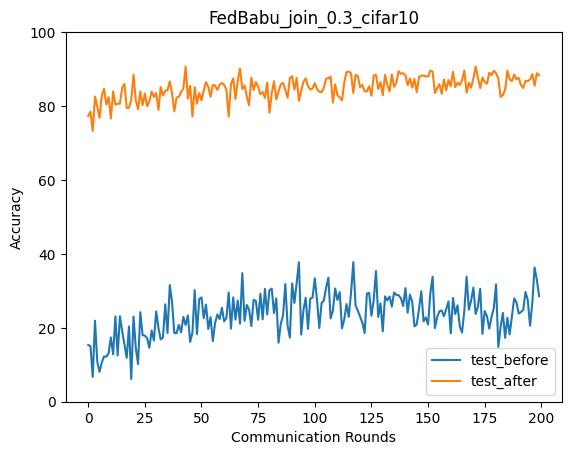 FedBabu_join_0.3_cifar10
100
80
60
40
20
0
Accuracy
test_before
test_after
0 25 50 75 100 125 150 175 200
Communication Rounds